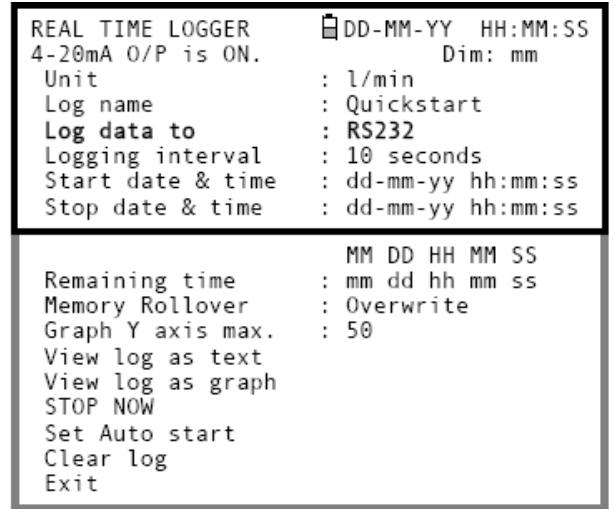 REAL TIME LOGGER DD-MM-YY HH:MM:SS
4-20mA O/P is ON. Dim: mm
Unit : l/min
Log name : Quickstart
Log data to : RS232
Logging interval : 10 seconds
Start date & time : dd-mm-yy hh:mm:ss
Stop date & time : dd-mm-yy hh:mm:ss
MM DD HH MM SS
Remaining time : mm dd hh mm ss
Memory Rollover : Overwrite
Graph Y axis max. : 50
View log as text
View log as graph
STOP NOW
Set Auto start
Clear log
Exit